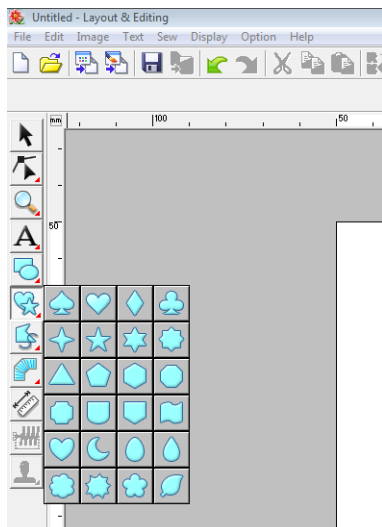 Untitled - Layout & Editing
File Edit Image Text Sew Display Option Help
mm 100 50
50
A